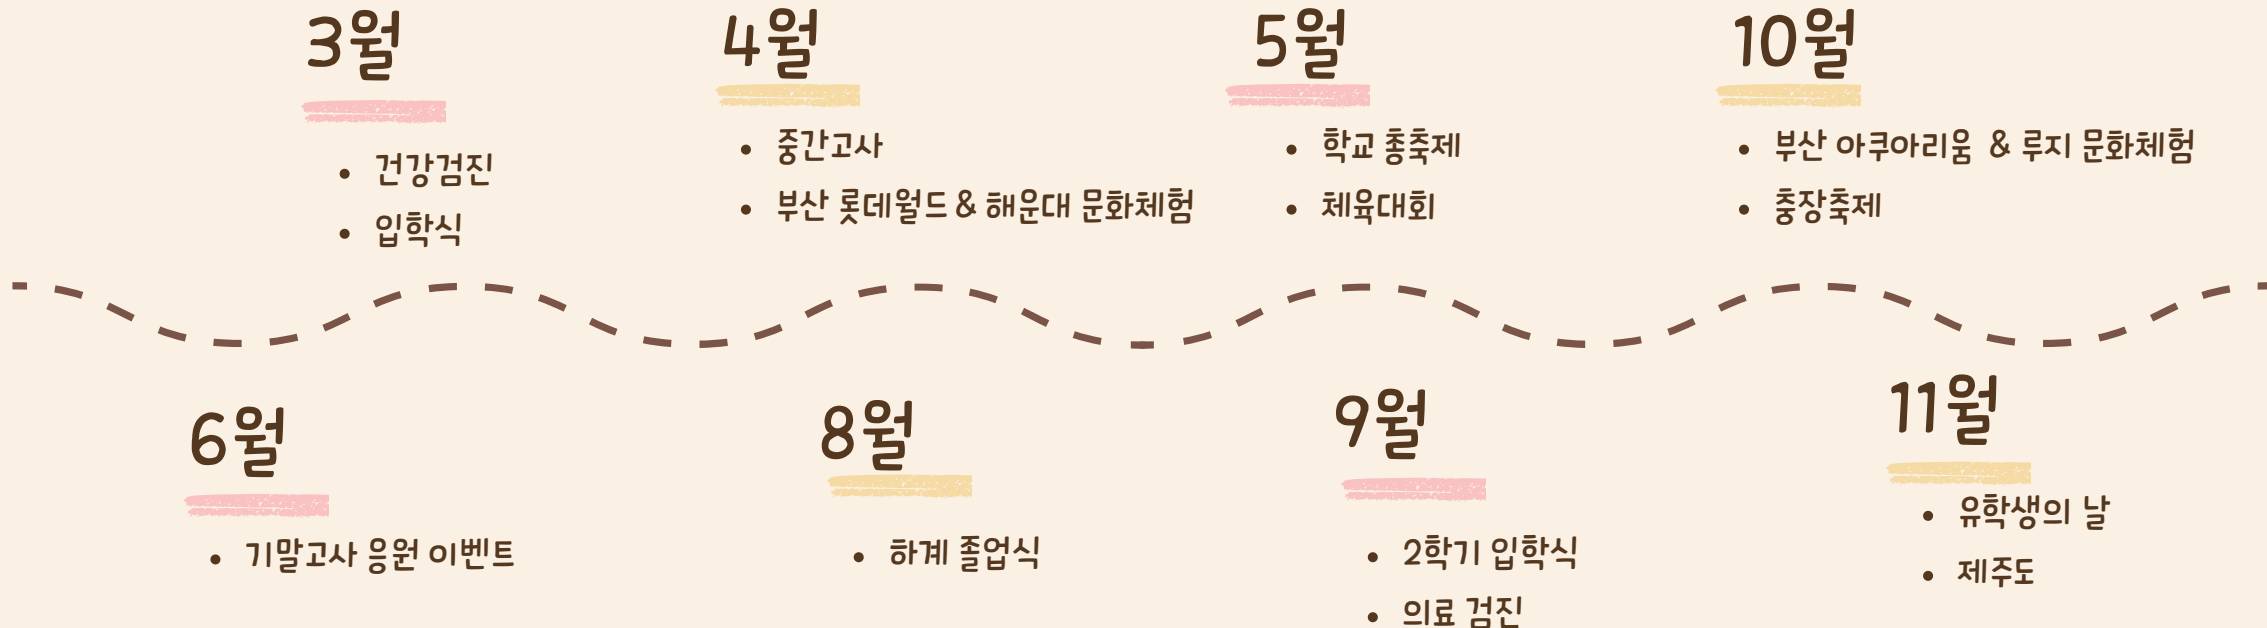 3월
• 건강검진
• 입학식
4월
• 중간고사
• 부산 롯데월드 & 해운대 문화체험
5월
• 학교 총축제
• 체육대회
10월
• 부산 아쿠아리움 & 루지 문화체험
• 충장축제
6월
• 기말고사 응원 이벤트
8월
• 하계 졸업식
9월
• 2학기 입학식
• 의료 검진
11월
• 유학생의 날
• 제주도